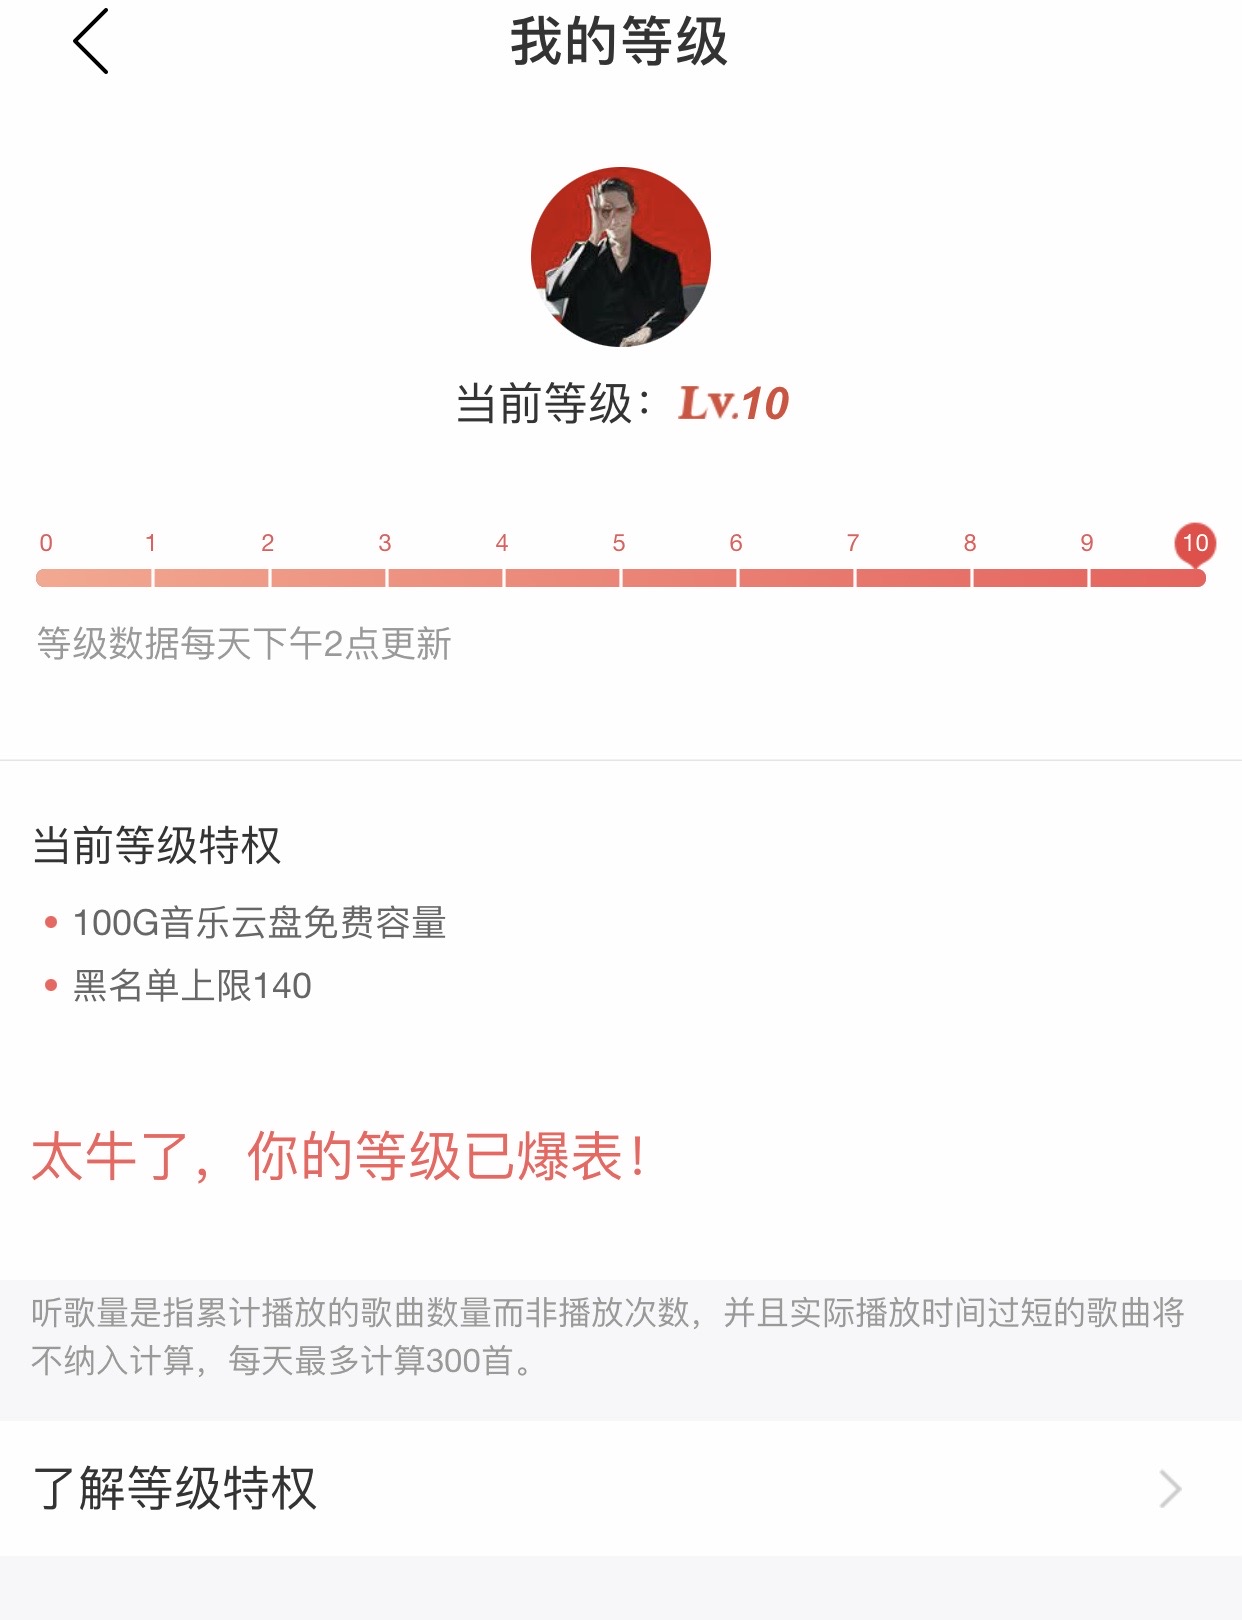 我的等级
当前等级：Lv.10
0 1 2 3 4 5 6 7 8 9 10
等级数据每天下午2点更新
当前等级特权
• 100G音乐云盘免费容量
• 黑名单上限140
太牛了，你的等级已爆表！
听歌量是指累计播放的歌曲数量而非播放次数，并且实际播放时间过短的歌曲将
不纳入计算，每天最多计算300首。
了解等级特权